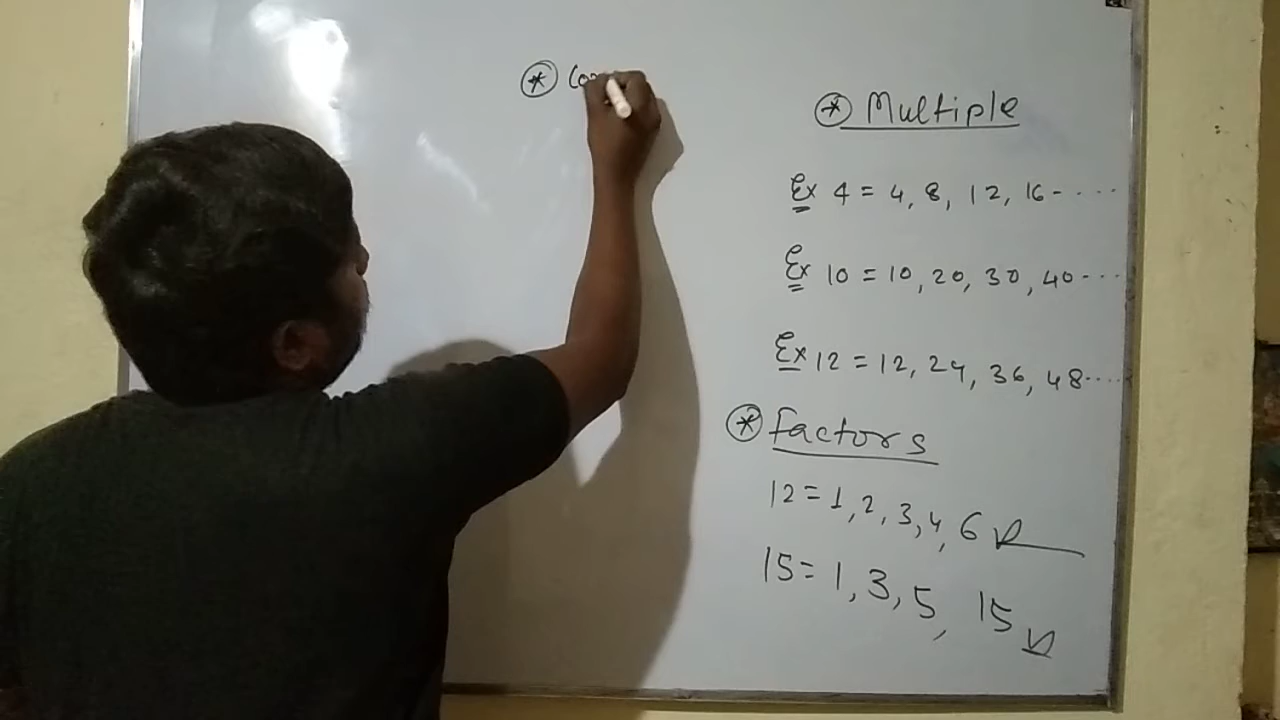 * Co
* Multiple
Ex 4 = 4, 8, 12, 16 - ....
Ex 10 = 10, 20, 30, 40 - ...
Ex 12 = 12, 24, 36, 48 .....
* Factors
12 = 1, 2, 3, 4, 6
15 = 1, 3, 5, 15